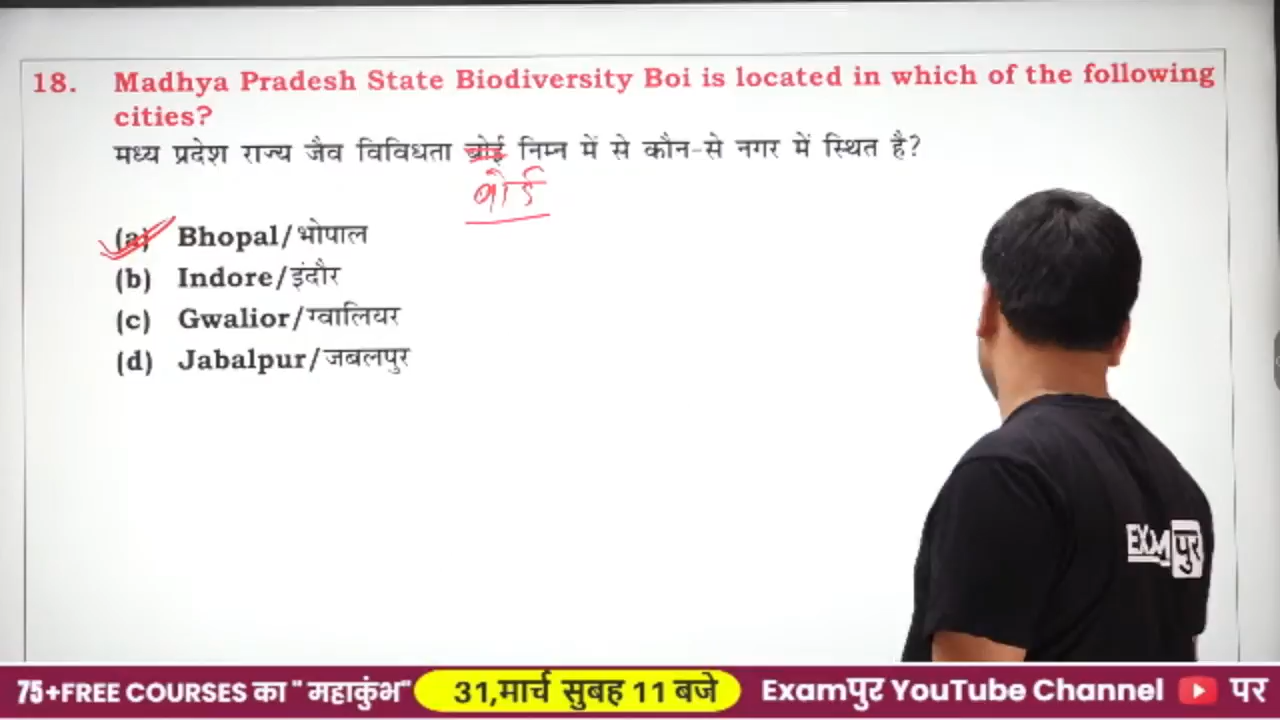 18. Madhya Pradesh State Biodiversity Boi is located in which of the following
cities?
मध्य प्रदेश राज्य जैव विविधता बोई निम्न में से कौन-से नगर में स्थित है?
बोर्ड
(a) Bhopal/भोपाल
(b) Indore/इंदौर
(c) Gwalior/ग्वालियर
(d) Jabalpur/जबलपुर
EXAMपुर
75+FREE COURSES का " महाकुंभ" 31,मार्च सुबह 11 बजे Examपुर YouTube Channel पर